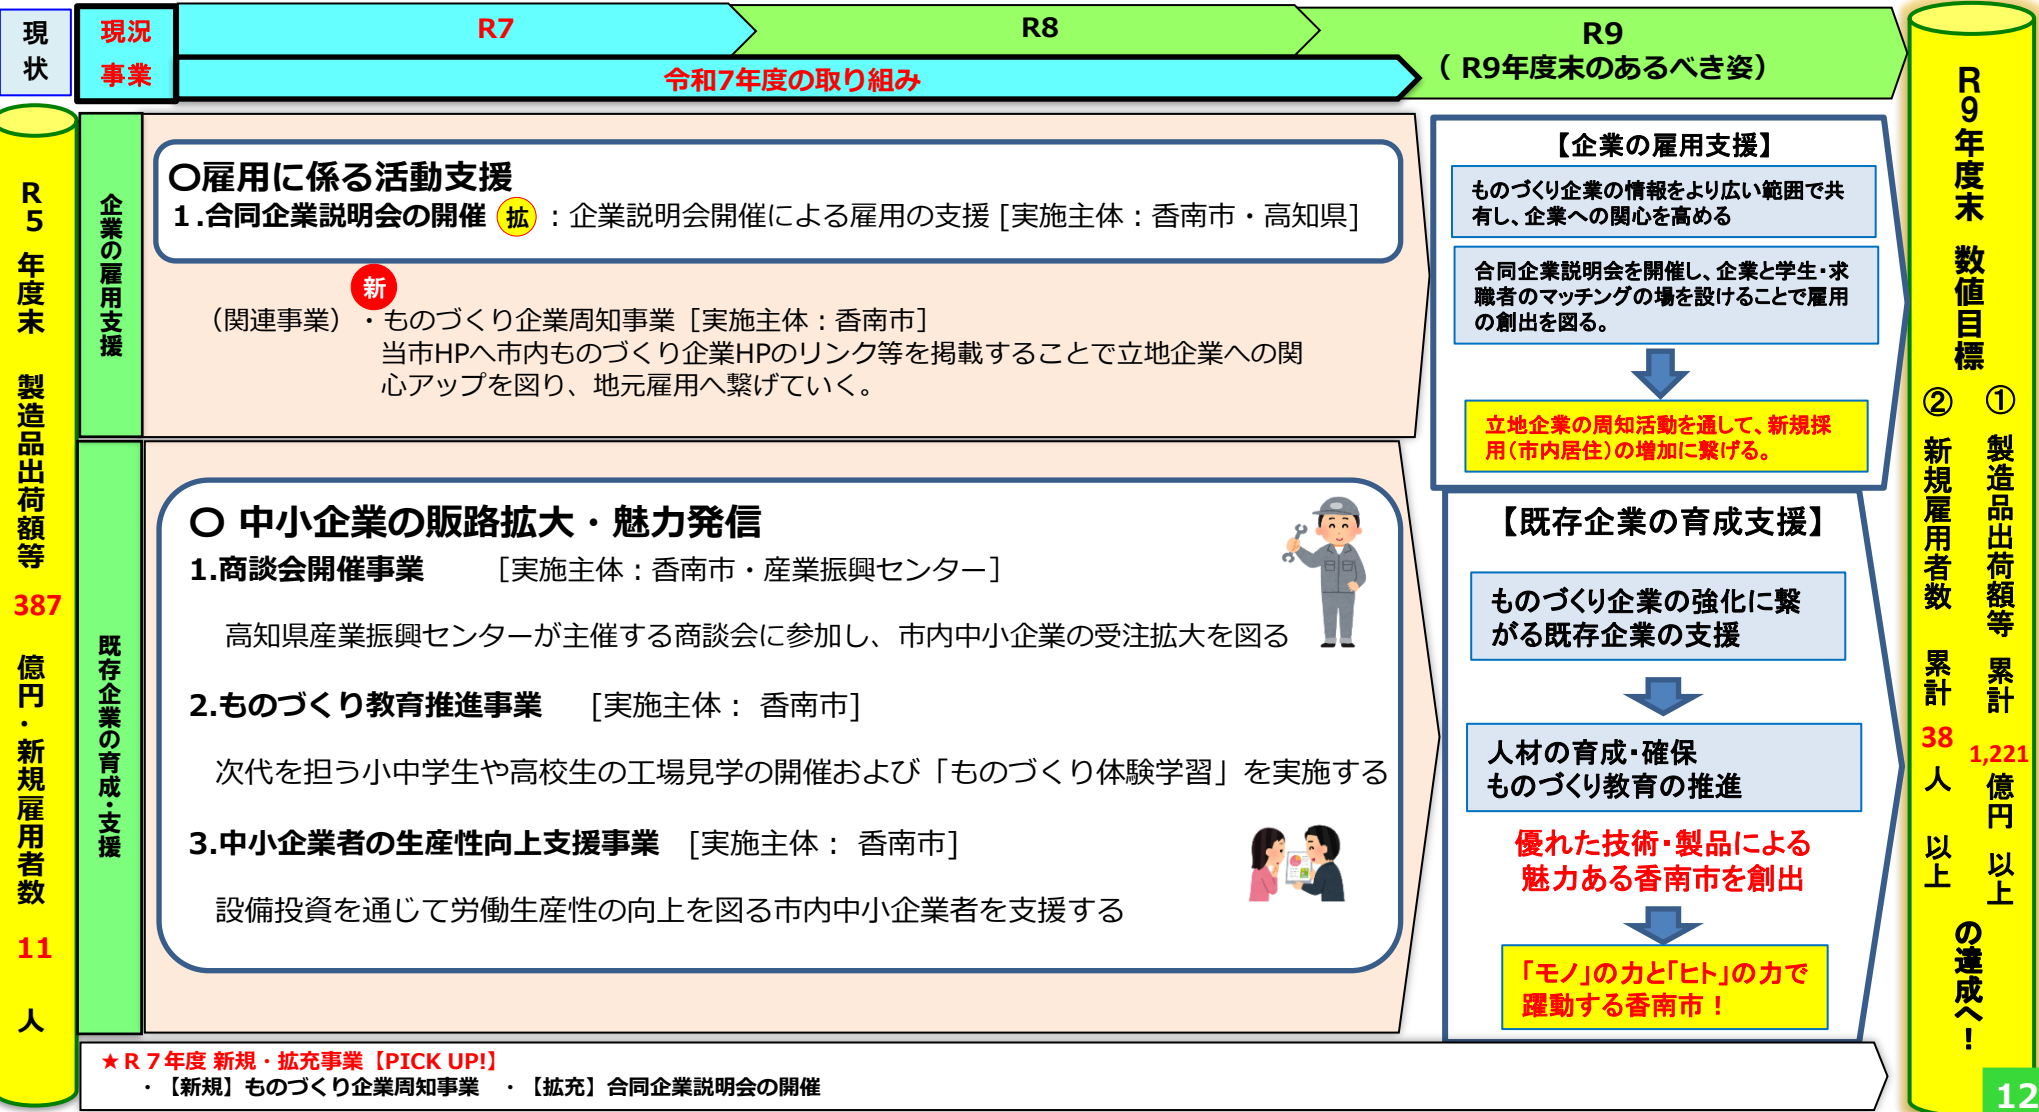 現状
現況
事業
R7
R8
R9
（ R9年度末のあるべき姿）
令和7年度の取り組み
R5年度末 製造品出荷額等 387 億円・新規雇用者数 11 人
企業の雇用支援
〇雇用に係る活動支援
１.合同企業説明会の開催 拡 ：企業説明会開催による雇用の支援 [実施主体：香南市・高知県]
新
（関連事業）・ものづくり企業周知事業［実施主体：香南市］
当市HPへ市内ものづくり企業HPのリンク等を掲載することで立地企業への関
心アップを図り、地元雇用へ繋げていく。
【企業の雇用支援】
ものづくり企業の情報をより広い範囲で共
有し、企業への関心を高める
合同企業説明会を開催し、企業と学生・求
職者のマッチングの場を設けることで雇用
の創出を図る。
立地企業の周知活動を通して、新規採
用（市内居住）の増加に繋げる。
既存企業の育成・支援
〇 中小企業の販路拡大・魅力発信
1.商談会開催事業 ［実施主体：香南市・産業振興センター］
高知県産業振興センターが主催する商談会に参加し、市内中小企業の受注拡大を図る
2.ものづくり教育推進事業 [実施主体： 香南市]
次代を担う小中学生や高校生の工場見学の開催および「ものづくり体験学習」を実施する
3.中小企業者の生産性向上支援事業 [実施主体： 香南市]
設備投資を通じて労働生産性の向上を図る市内中小企業者を支援する
【既存企業の育成支援】
ものづくり企業の強化に繋
がる既存企業の支援
人材の育成・確保
ものづくり教育の推進
優れた技術・製品による
魅力ある香南市を創出
「モノ」の力と「ヒト」の力で
躍動する香南市！
R9年度末 数値目標
① 製造品出荷額等 累計 1,221 億円 以上
② 新規雇用者数 累計 38 人 以上
の達成へ！
★Ｒ７年度 新規・拡充事業【PICK UP!】
・【新規】ものづくり企業周知事業 ・【拡充】合同企業説明会の開催
12